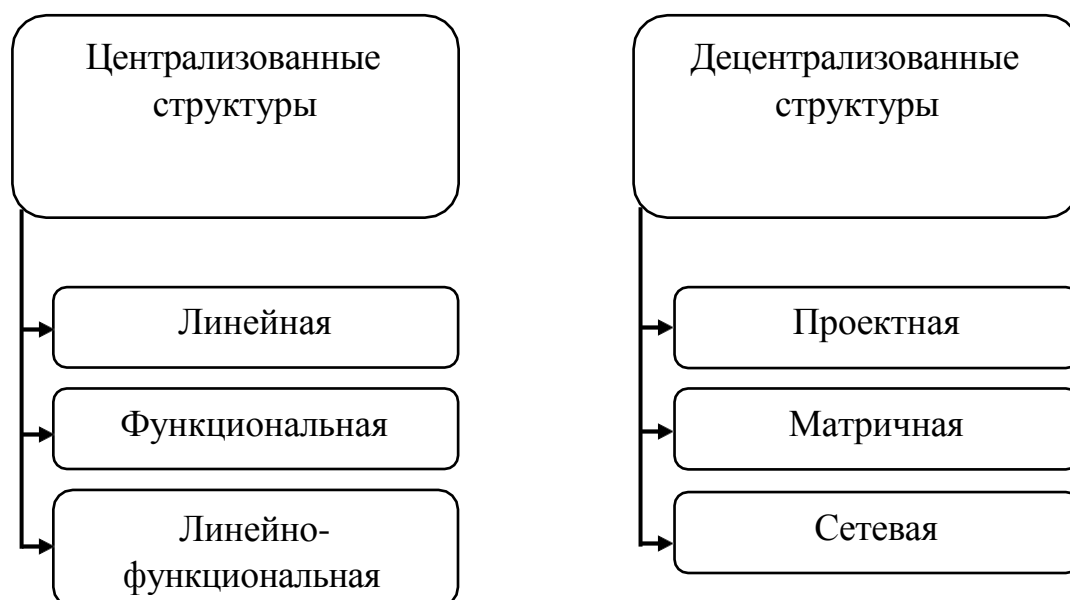 Централизованные
структуры
Линейная
Функциональная
Линейно-
функциональная
Децентрализованные
структуры
Проектная
Матричная
Сетевая